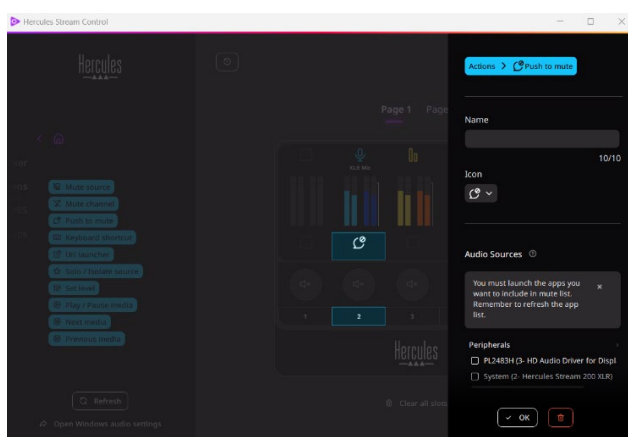 Hercules Stream Control
Hercules
Actions > Push to mute
Page 1 Page
Name
10/10
Icon
XLR Mic
Mute source
Mute channel
Push to mute
Keyboard shortcut
Url launcher
Solo / Isolate source
Set level
Play / Pause media
Next media
Previous media
Audio Sources
You must launch the apps you
want to include in mute list.
Remember to refresh the app
list.
1 2 3
Peripherals
Hercules
PL2483H (3- HD Audio Driver for Displ
System (2- Hercules Stream 200 XLR)
Refresh
Clear all slots
OK
Open Windows audio settings